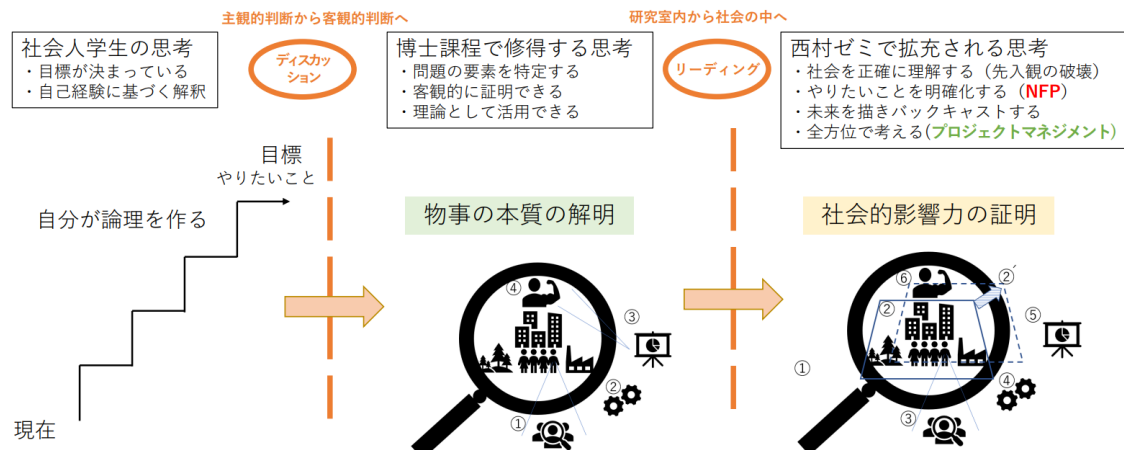 主観的判断から客観的判断へ
研究室内から社会の中へ
社会人学生の思考
・目標が決まっている
・自己経験に基づく解釈
ディスカッ
ション
博士課程で修得する思考
・問題の要素を特定する
・客観的に証明できる
・理論として活用できる
リーディング
西村ゼミで拡充される思考
・社会を正確に理解する（先入観の破壊）
・やりたいことを明確化する（NFP）
・未来を描きバックキャストする
・全方位で考える(プロジェクトマネジメント)
目標
やりたいこと
自分が論理を作る
現在
物事の本質の解明
④
③
②
①
社会的影響力の証明
⑥
②´
②
⑤
①
④
③